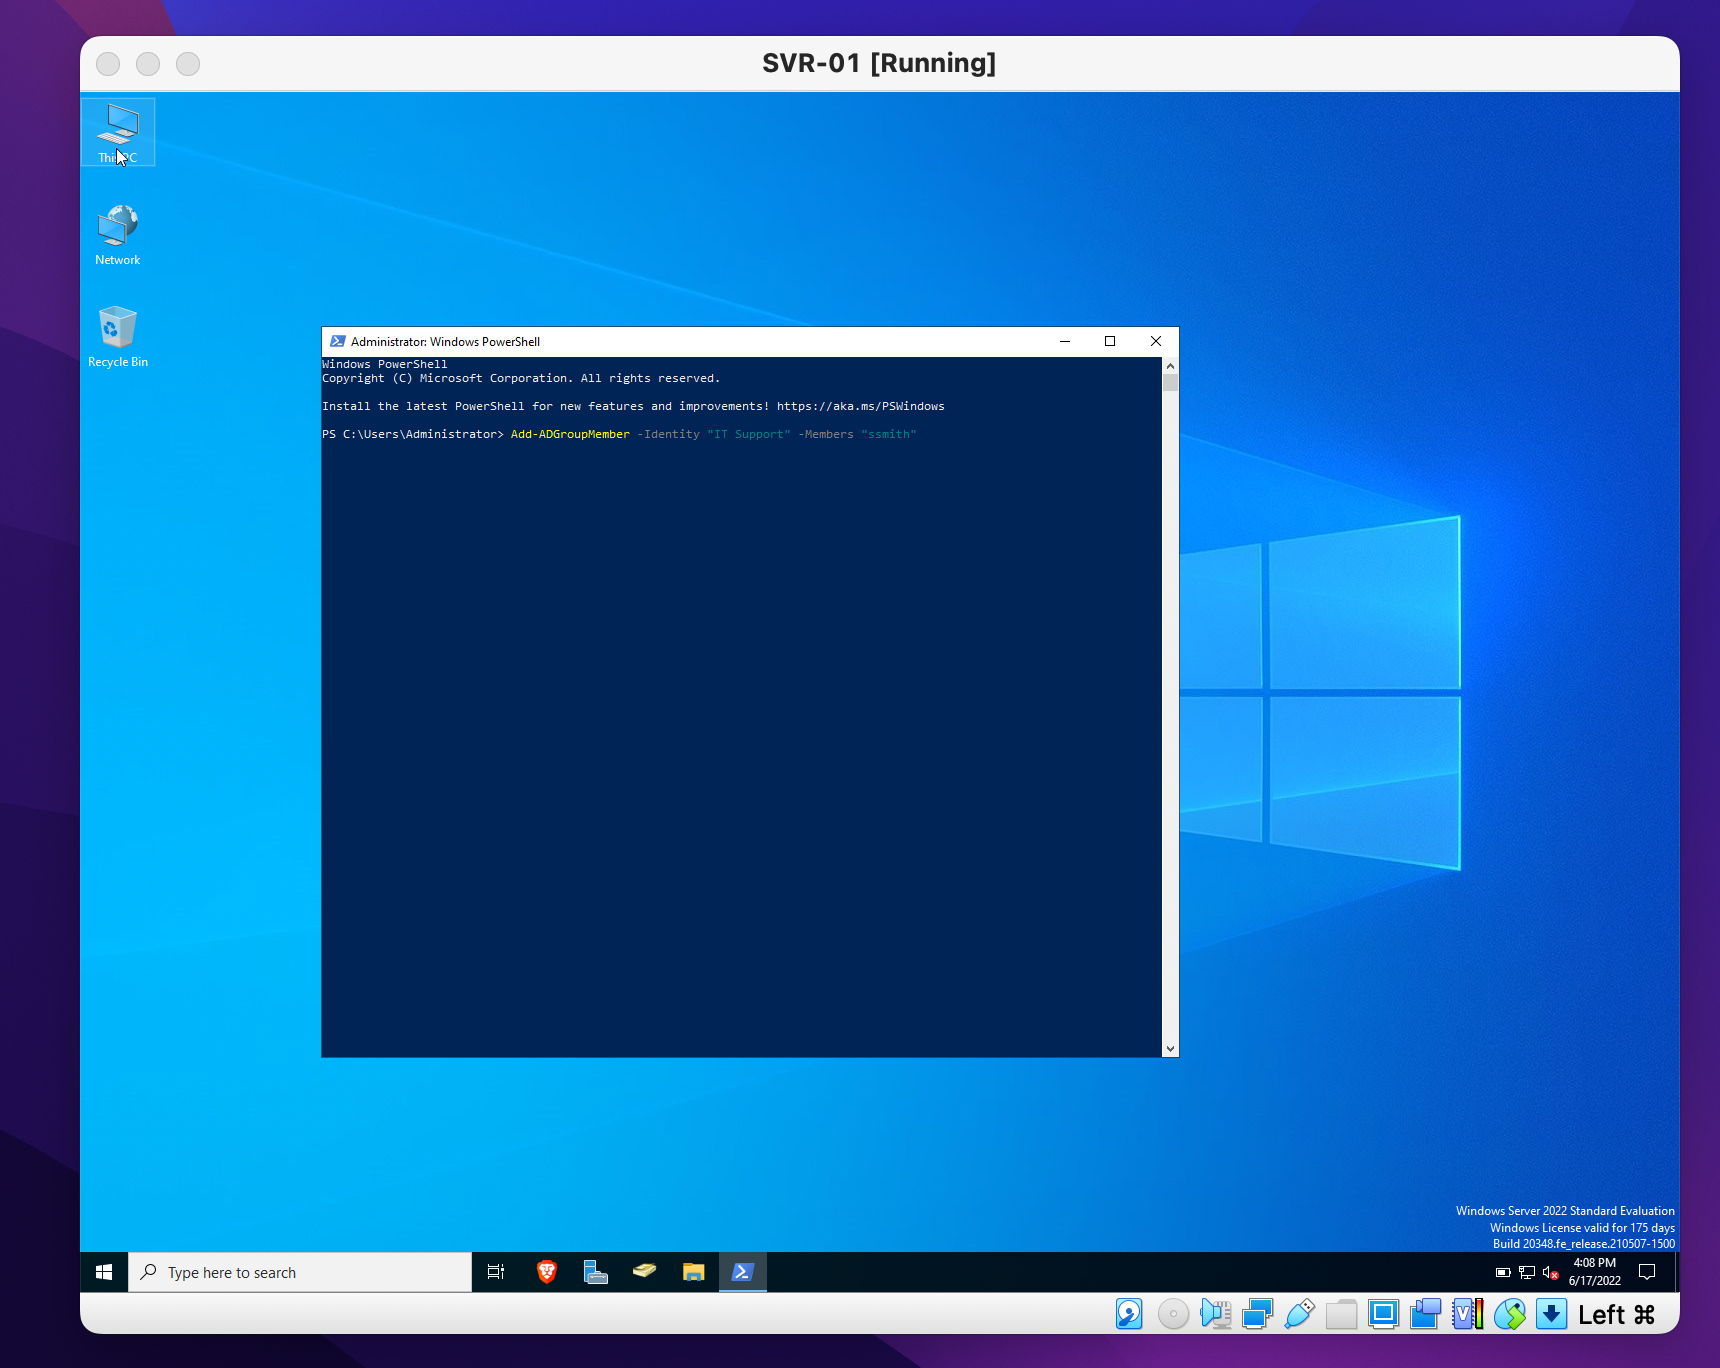 SVR-01 [Running]
This PC
Network
Recycle Bin
Administrator: Windows PowerShell
Windows PowerShell
Copyright (C) Microsoft Corporation. All rights reserved.
Install the latest PowerShell for new features and improvements! https://aka.ms/PSWindows
PS C:\Users\Administrator> Add-ADGroupMember -Identity "IT Support" -Members "ssmith"
Windows Server 2022 Standard Evaluation
Windows License valid for 175 days
Build 20348.fe_release.210507-1500
Type here to search
4:08 PM
6/17/2022
Left ⌘